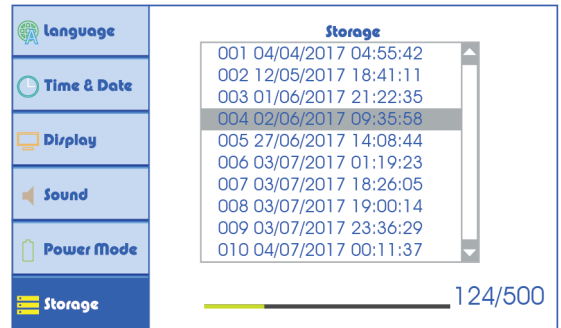 Language
Time & Date
Display
Sound
Power Mode
Storage
Storage
001 04/04/2017 04:55:42
002 12/05/2017 18:41:11
003 01/06/2017 21:22:35
004 02/06/2017 09:35:58
005 27/06/2017 14:08:44
006 03/07/2017 01:19:23
007 03/07/2017 18:26:05
008 03/07/2017 19:00:14
009 03/07/2017 23:36:29
010 04/07/2017 00:11:37
124/500